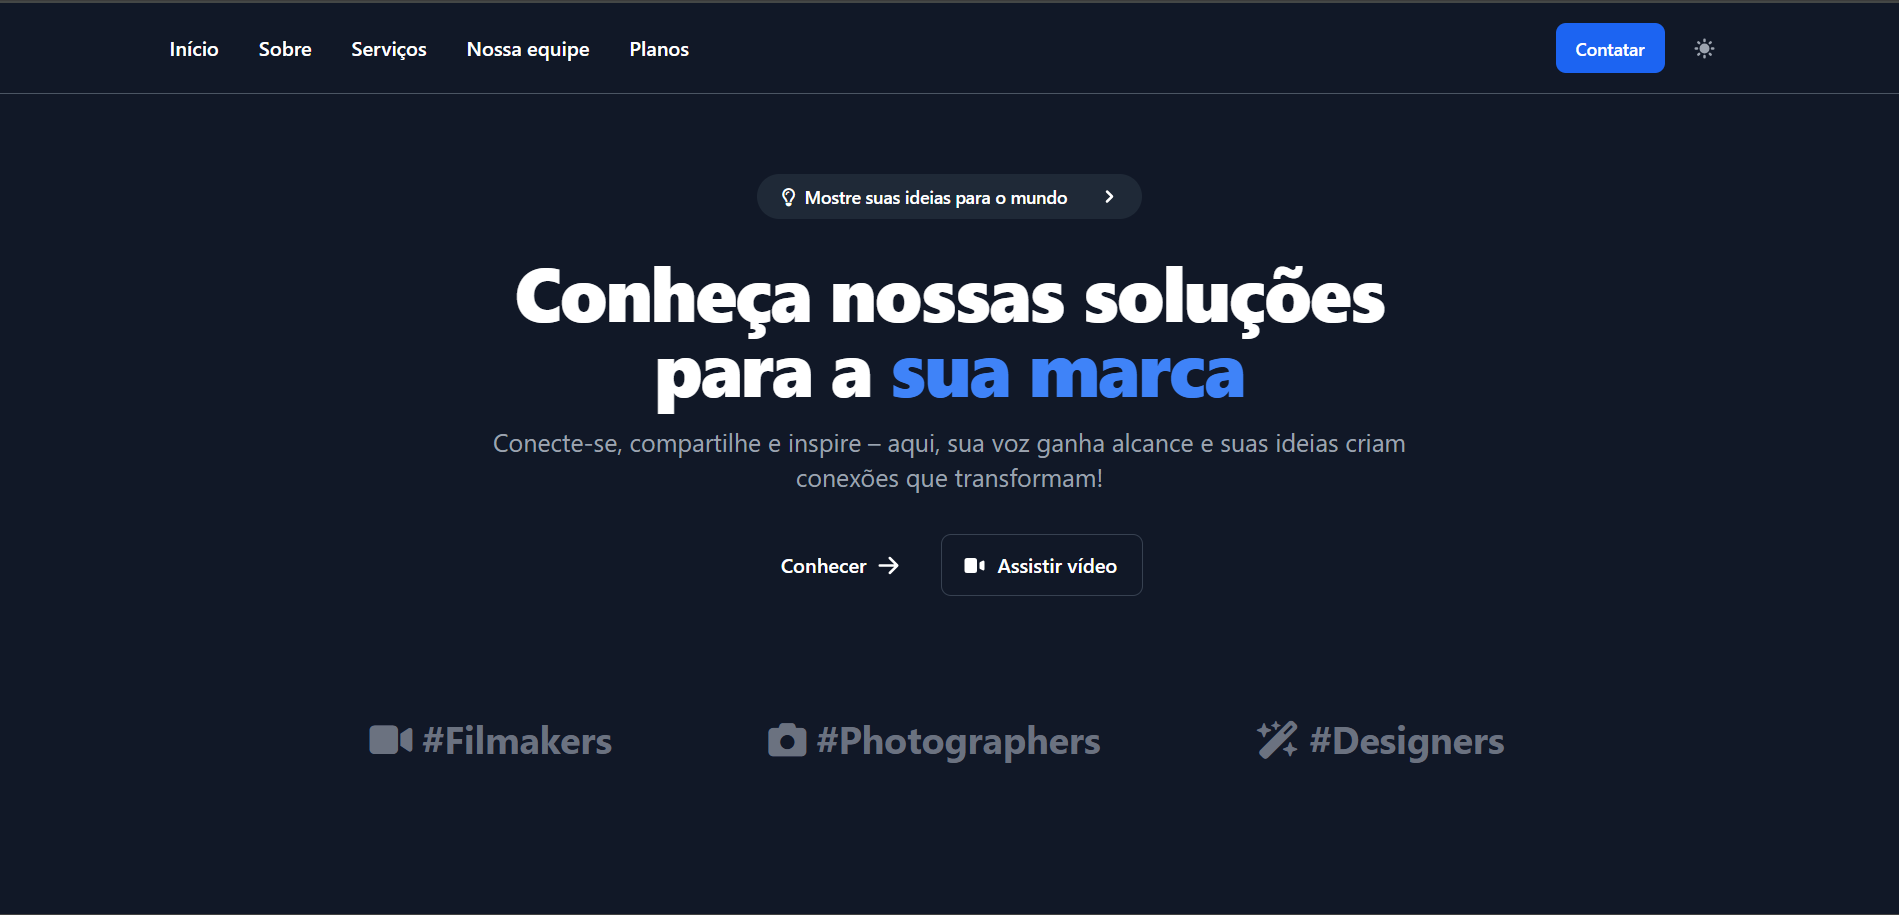 Início Sobre Serviços Nossa equipe Planos Contatar
Mostre suas ideias para o mundo
Conheça nossas soluções
para a sua marca
Conecte-se, compartilhe e inspire – aqui, sua voz ganha alcance e suas ideias criam
conexões que transformam!
Conhecer Assistir vídeo
#Filmakers #Photographers #Designers